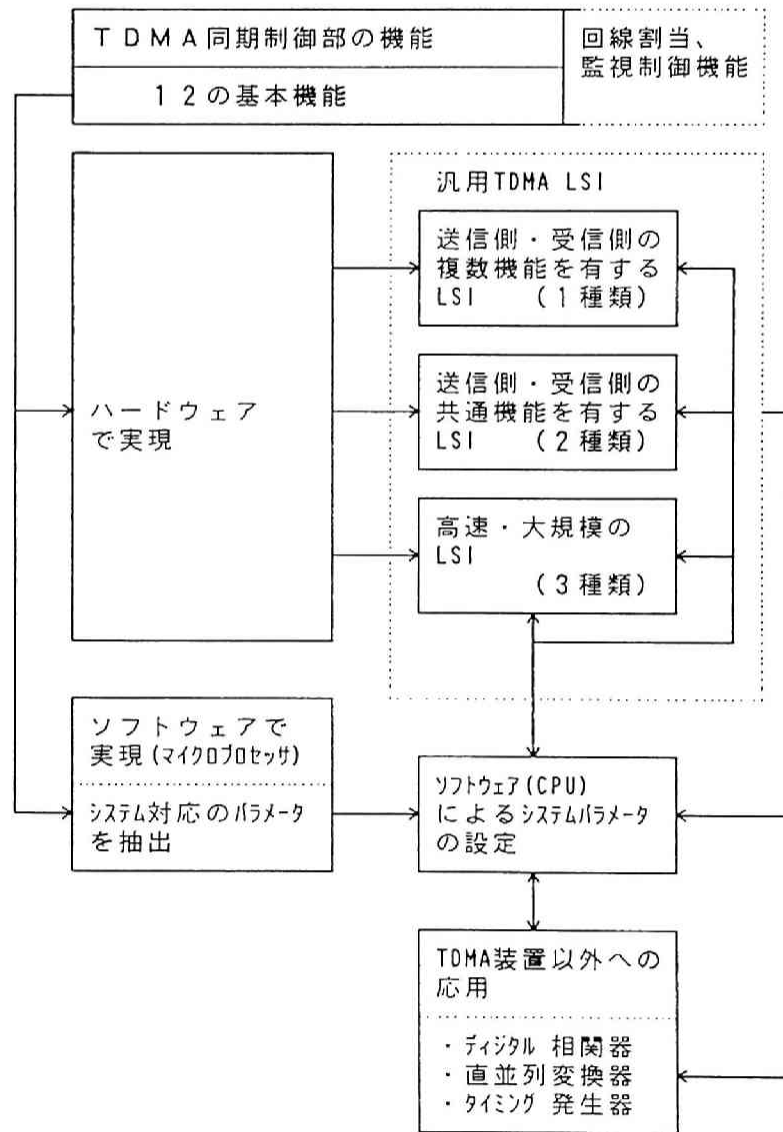 TDMA同期制御部の機能
12の基本機能
回線割当、
監視制御機能
ハードウェア
で実現
汎用TDMA LSI
送信側・受信側の
複数機能を有する
LSI (1種類)
送信側・受信側の
共通機能を有する
LSI (2種類)
高速・大規模の
LSI
(3種類)
ソフトウェアで
実現(マイクロプロセッサ)
システム対応のパラメータ
を抽出
ソフトウェア(CPU)
によるシステムパラメータ
の設定
TDMA装置以外への
応用
・ディジタル 相関器
・直並列変換器
・タイミング 発生器